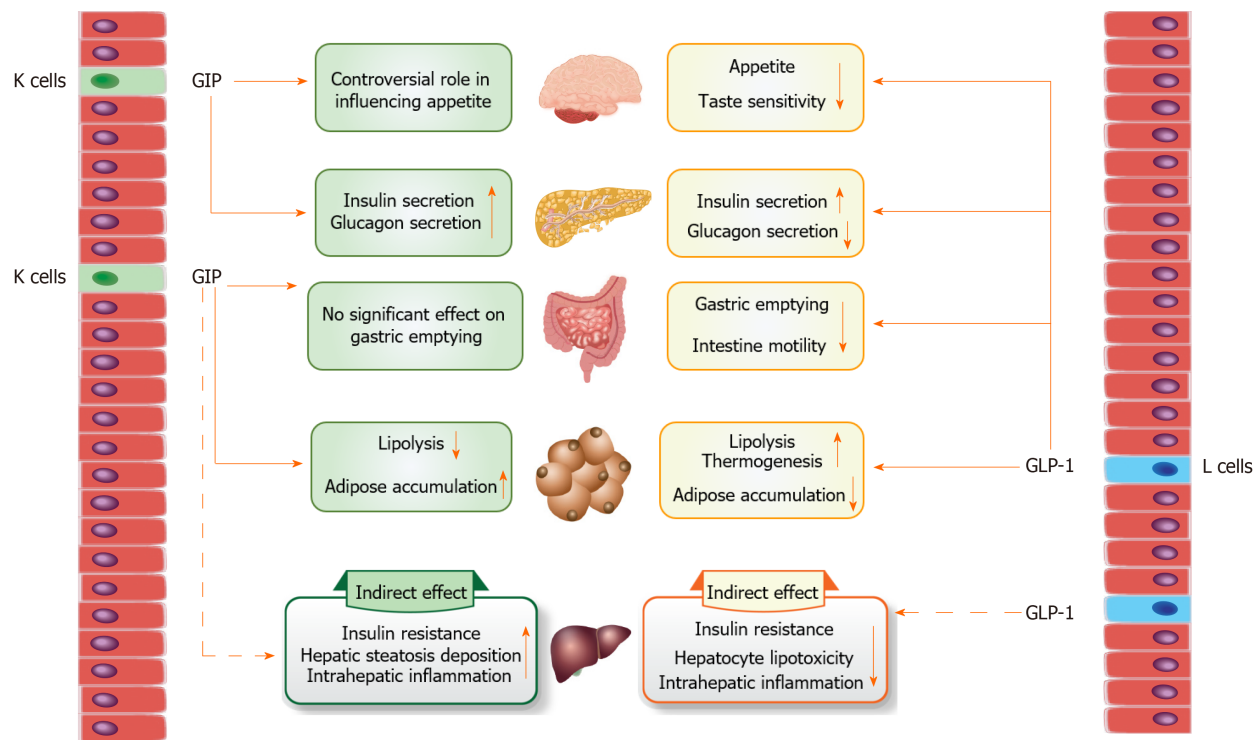 K cells
GIP
Controversial role in
influencing appetite
Appetite
Taste sensitivity
Insulin secretion
Glucagon secretion
Insulin secretion
Glucagon secretion
K cells
GIP
No significant effect on
gastric emptying
Gastric emptying
Intestine motility
Lipolysis
Adipose accumulation
Lipolysis
Thermogenesis
Adipose accumulation
GLP-1
L cells
Indirect effect
Insulin resistance
Hepatic steatosis deposition
Intrahepatic inflammation
Indirect effect
Insulin resistance
Hepatocyte lipotoxicity
Intrahepatic inflammation
GLP-1